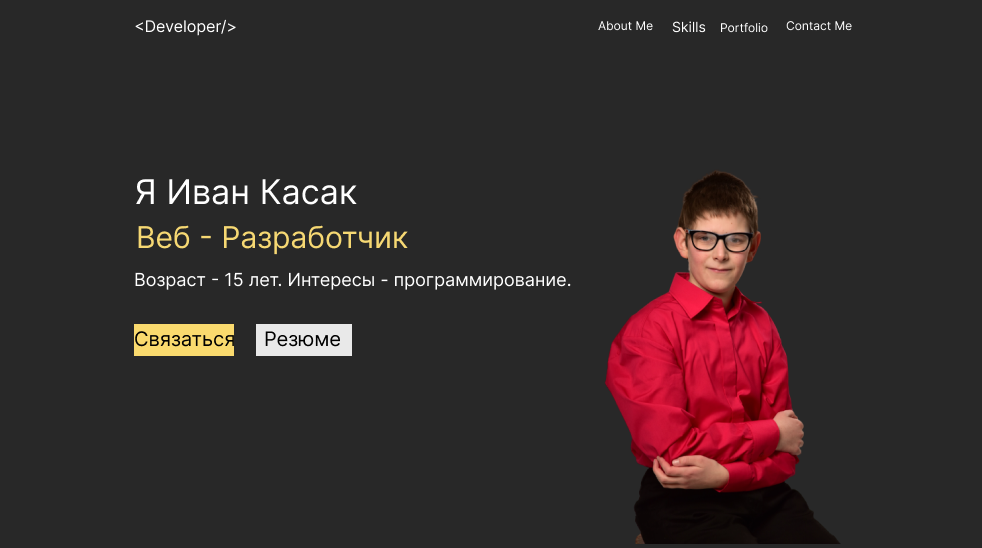 <Developer/> About Me Skills Portfolio Contact Me
Я Иван Касак
Веб - Разработчик
Возраст - 15 лет. Интересы - программирование.
Связаться Резюме